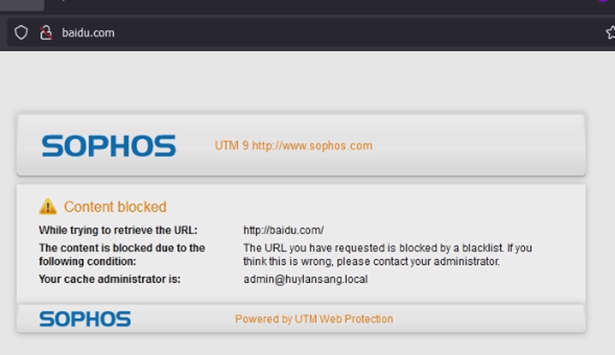 baidu.com
SOPHOS
UTM 9 http://www.sophos.com
Content blocked
While trying to retrieve the URL: http://baidu.com/
The content is blocked due to the The URL you have requested is blocked by a blacklist. If you
following condition: think this is wrong, please contact your administrator.
Your cache administrator is: admin@huylansang.local
SOPHOS
Powered by UTM Web Protection